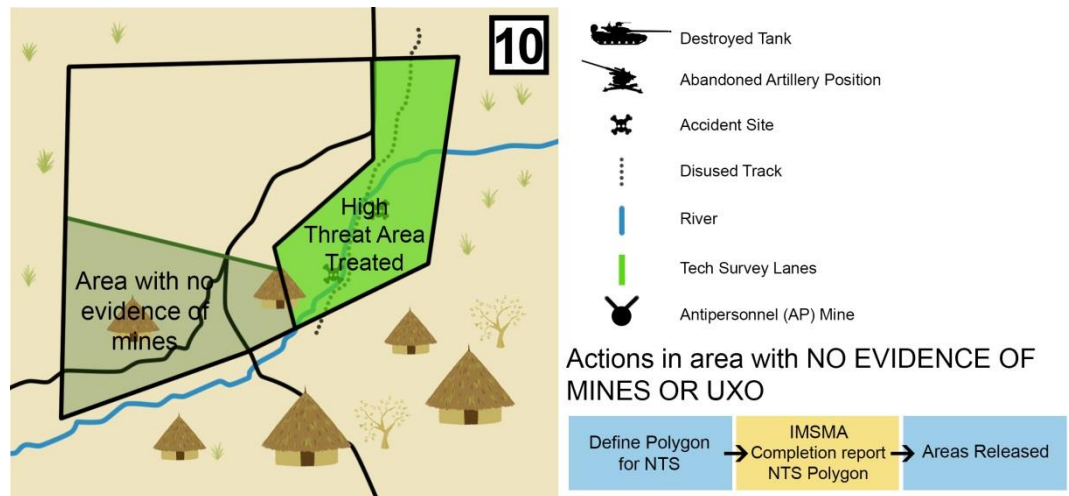 10
High
Threat Area
Treated
Area with no
evidence of
mines
Destroyed Tank
Abandoned Artillery Position
Accident Site
Disused Track
River
Tech Survey Lanes
Antipersonnel (AP) Mine
Actions in area with NO EVIDENCE OF
MINES OR UXO
Define Polygon
for NTS
IMSMA
Completion report
NTS Polygon
Areas Released